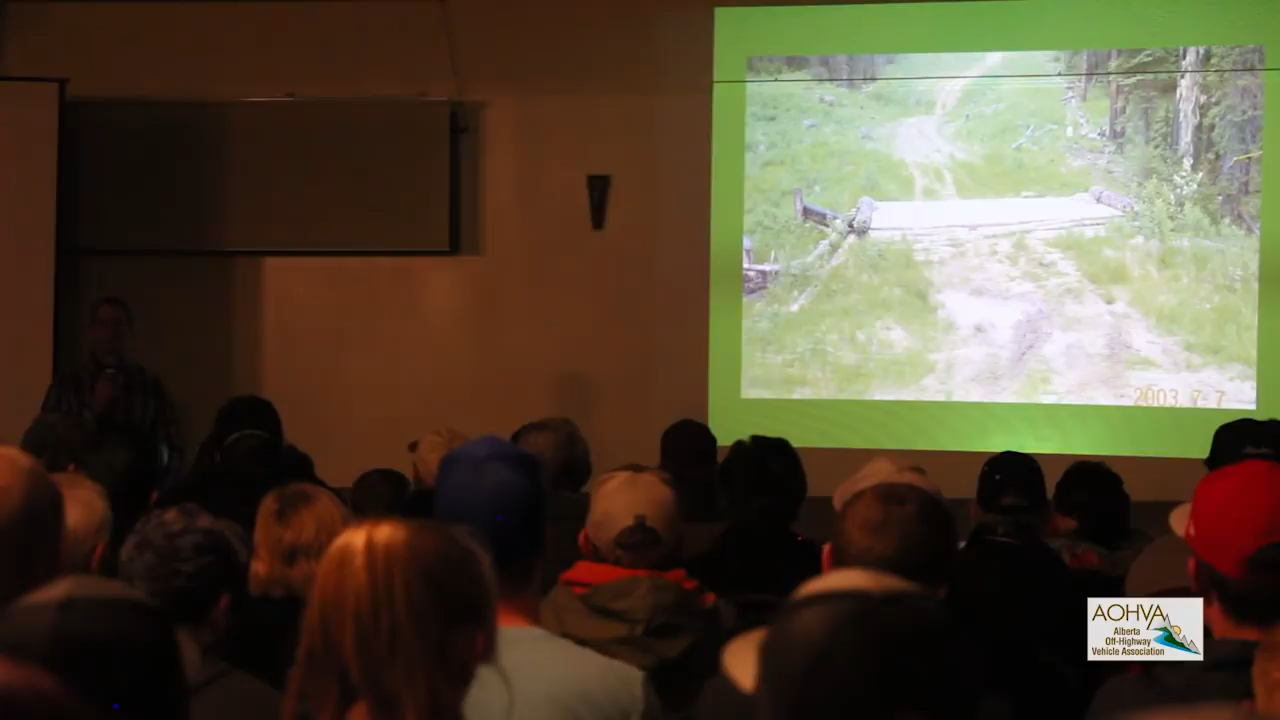 2003. 7. 7
AOHVA
Alberta
Off-Highway
Vehicle Association